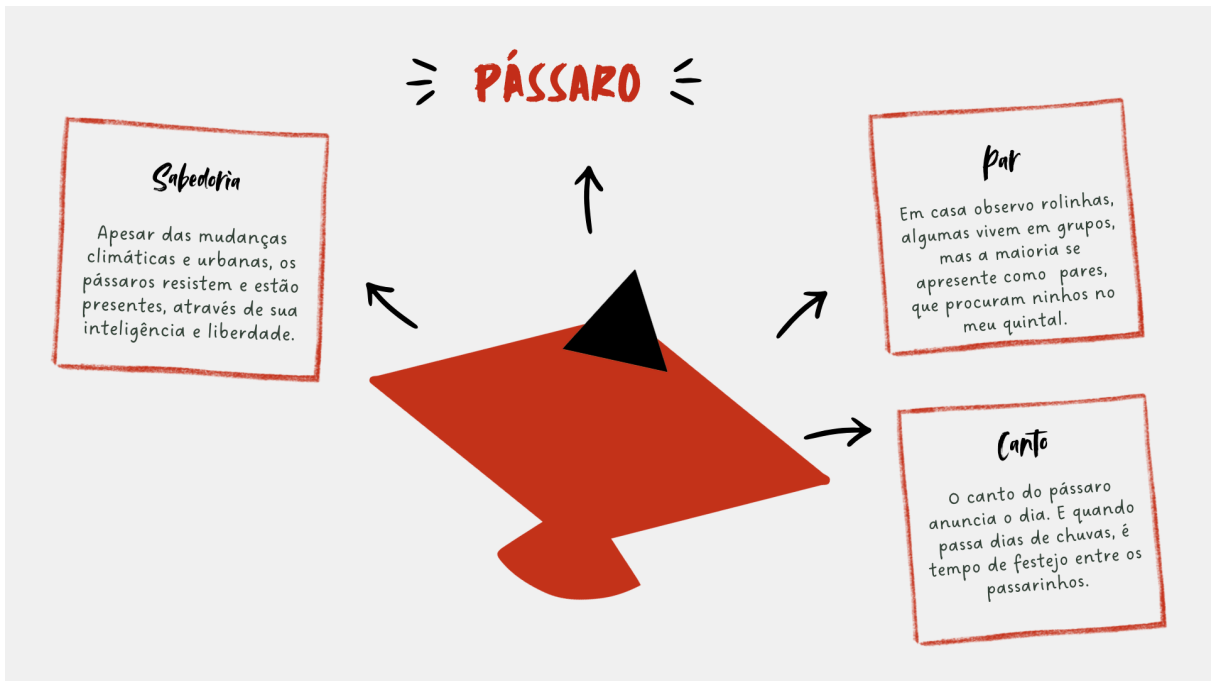 PÁSSARO
Sabedoria
Apesar das mudanças
climáticas e urbanas, os
pássaros resistem e estão
presentes, através de sua
inteligência e liberdade.
Par
Em casa observo rolinhas,
algumas vivem em grupos,
mas a maioria se
apresente como pares,
que procuram ninhos no
meu quintal.
Canto
O canto do pássaro
anuncia o dia. E quando
passa dias de chuvas, é
tempo de festejo entre os
passarinhos.